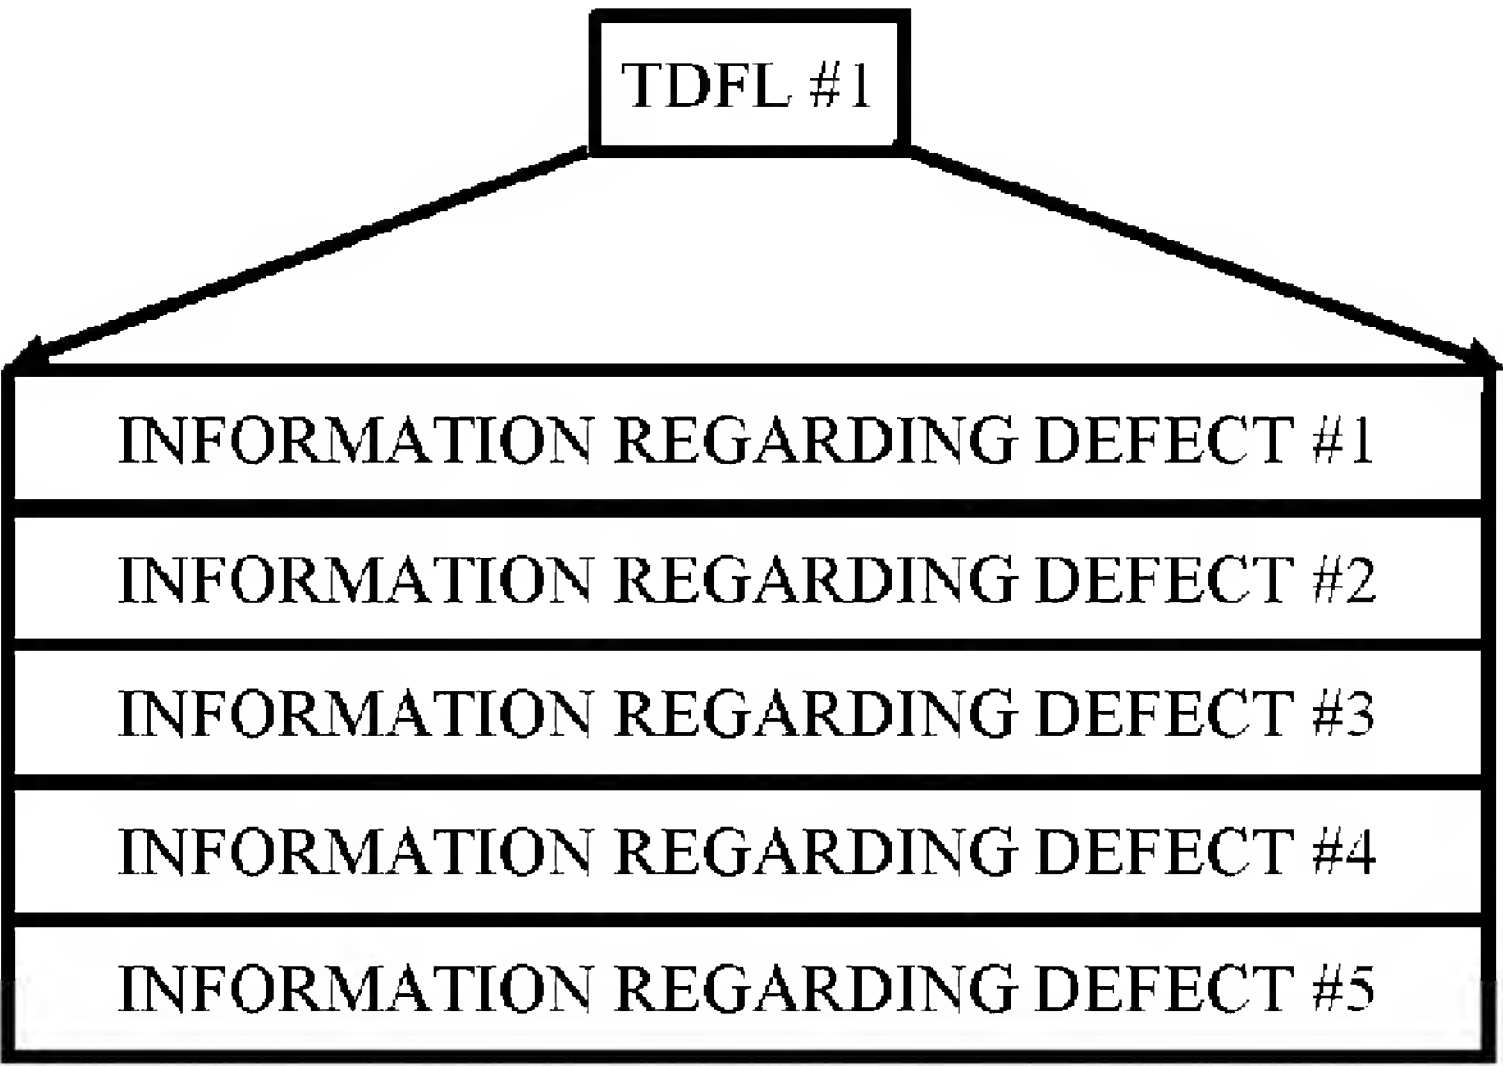 TDFL #1
INFORMATION REGARDING DEFECT #1
INFORMATION REGARDING DEFECT #2
INFORMATION REGARDING DEFECT #3
INFORMATION REGARDING DEFECT #4
INFORMATION REGARDING DEFECT #5